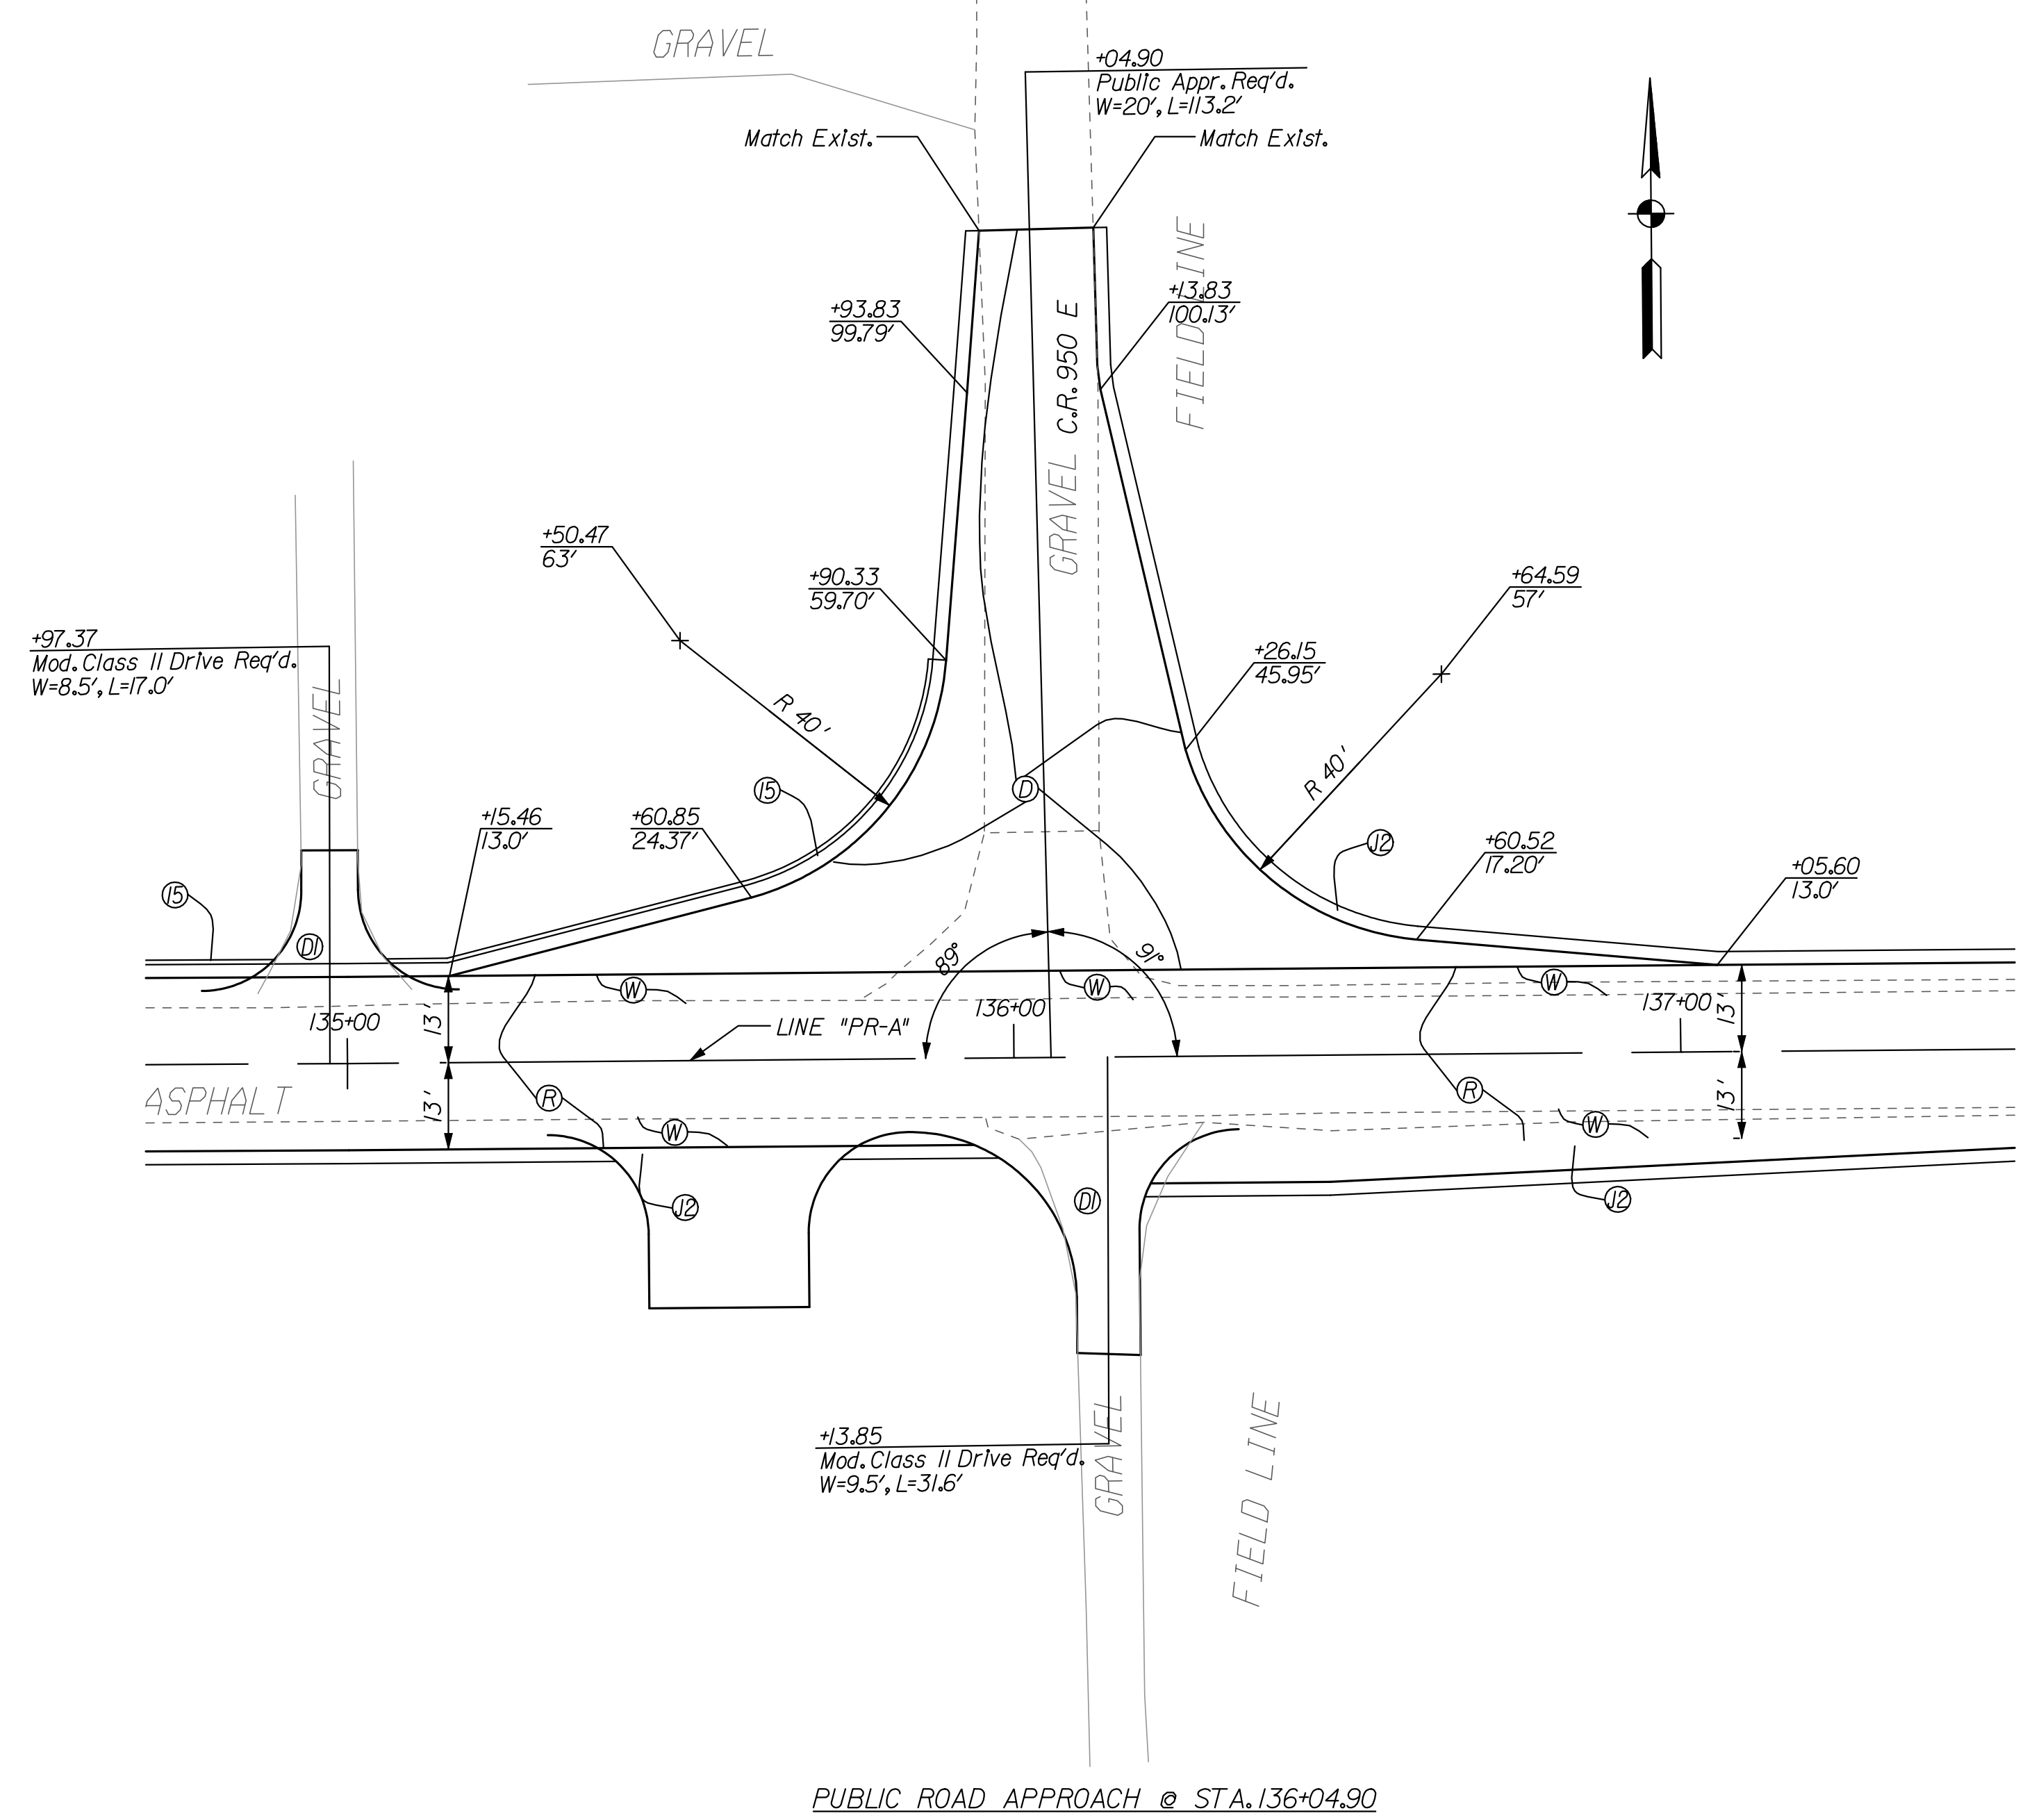 GRAVEL
+04.90
Public Appr. Req'd.
W=20', L=113.2'
Match Exist.
Match Exist.
FIELD LINE
+93.83
99.79'
+13.83
100.13'
GRAVEL C.R. 950 E
+50.47
63'
+90.33
59.70'
+64.59
57'
+97.37
Mod. Class II Drive Req'd.
W=8.5', L=17.0'
GRAVEL
+26.15
45.95'
R 40'
R 40'
15
D
+15.46
13.0'
+60.85
24.37'
J2
+60.52
17.20'
+05.60
13.0'
15
D1
89°
91°
W
W
W
135+00
13'
LINE "PR-A"
136+00
137+00
13'
ASPHALT
13'
R
R
13'
W
W
J2
D1
J2
GRAVEL
FIELD LINE
+13.85
Mod. Class II Drive Req'd.
W=9.5', L=31.6'
PUBLIC ROAD APPROACH @ STA. 136+04.90